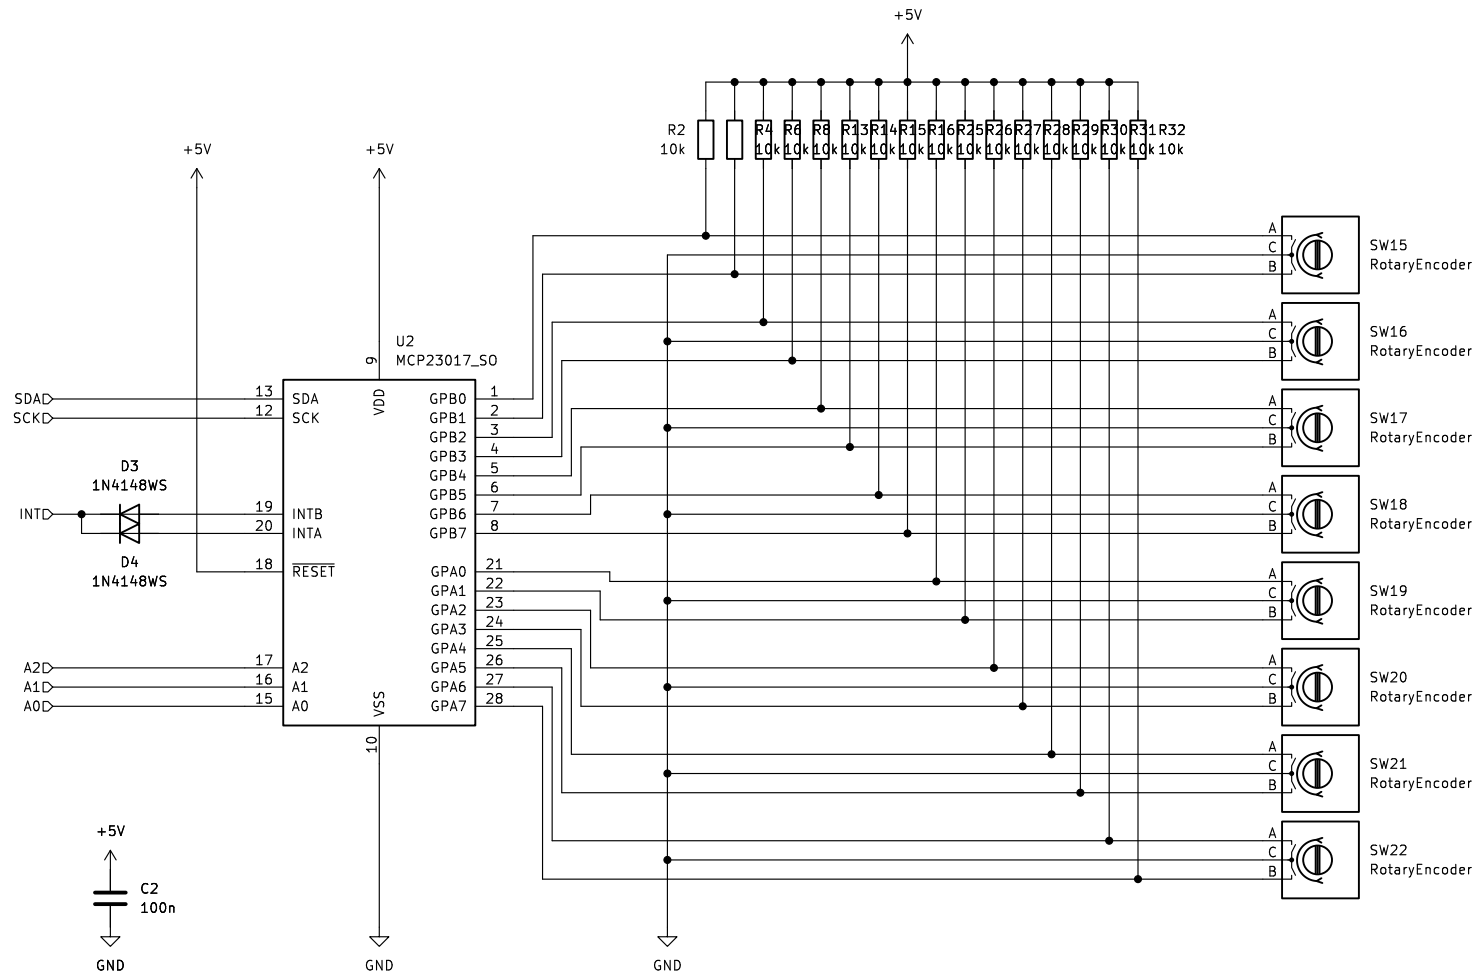 +5V
R2 R4 R6 R8 R13 R14 R15 R16 R25 R26 R27 R28 R29 R30 R31 R32
10k 10k 10k 10k 10k 10k 10k 10k 10k 10k 10k 10k 10k 10k 10k 10k
+5V
+5V
A
C
B
SW15
RotaryEncoder
A
C
B
SW16
RotaryEncoder
U2
MCP23017_SO
9
VDD
SDA
13
SDA
SCK
12
SCK
INT
D3
1N4148WS
19
INTB
20
INTA
D4
1N4148WS
18
RESET
A2
17
A2
A1
16
A1
A0
15
A0
VSS
10
GPB0
1
GPB1
2
GPB2
3
GPB3
4
GPB4
5
GPB5
6
GPB6
7
GPB7
8
GPA0
21
GPA1
22
GPA2
23
GPA3
24
GPA4
25
GPA5
26
GPA6
27
GPA7
28
A
C
B
SW17
RotaryEncoder
A
C
B
SW18
RotaryEncoder
A
C
B
SW19
RotaryEncoder
A
C
B
SW20
RotaryEncoder
A
C
B
SW21
RotaryEncoder
A
C
B
SW22
RotaryEncoder
+5V
C2
100n
GND
GND
GND